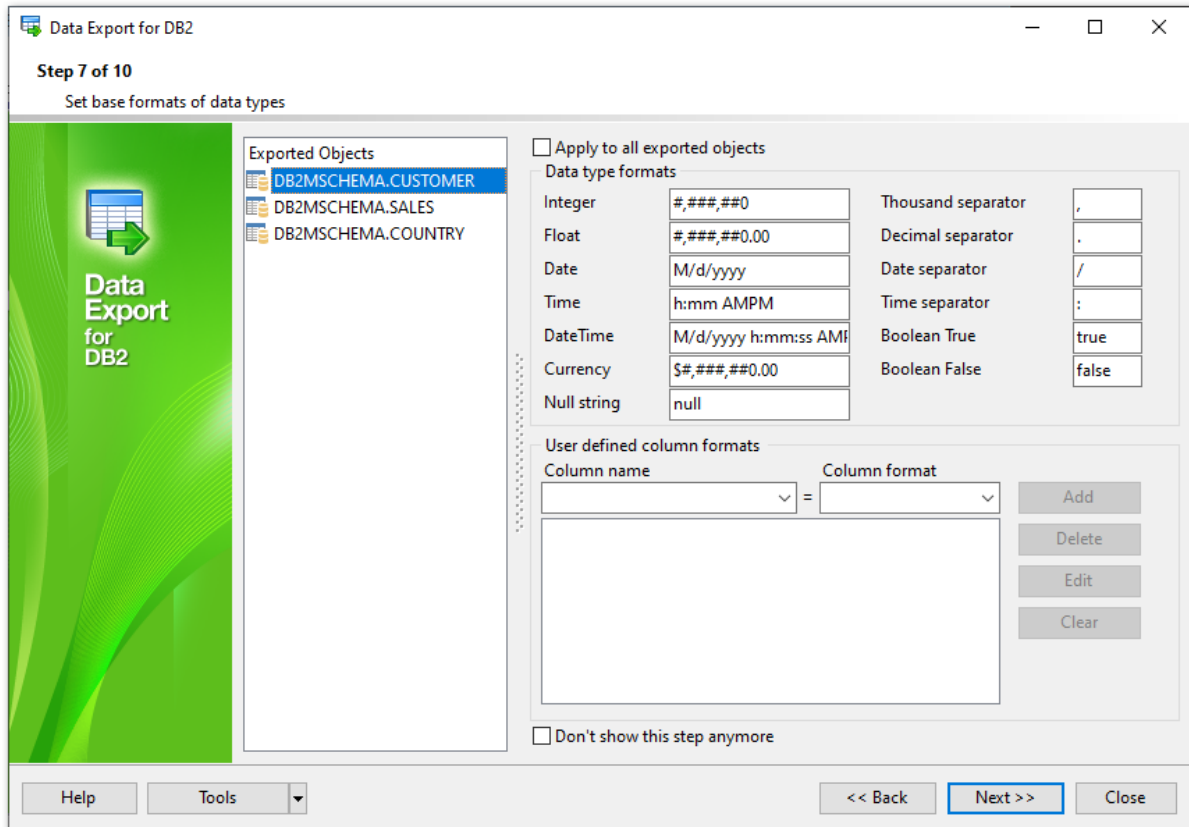 Data Export for DB2
Step 7 of 10
Set base formats of data types
Data
Export
for
DB2
Exported Objects
DB2MSCHEMA.CUSTOMER
DB2MSCHEMA.SALES
DB2MSCHEMA.COUNTRY
Apply to all exported objects
Data type formats
Integer #,###,##0 Thousand separator ,
Float #,###,##0.00 Decimal separator .
Date M/d/yyyy Date separator /
Time h:mm AMPM Time separator :
DateTime M/d/yyyy h:mm:ss AMP Boolean True true
Currency $#,###,##0.00 Boolean False false
Null string null
User defined column formats
Column name Column format
= Add
Delete
Edit
Clear
Don't show this step anymore
Help Tools << Back Next >> Close